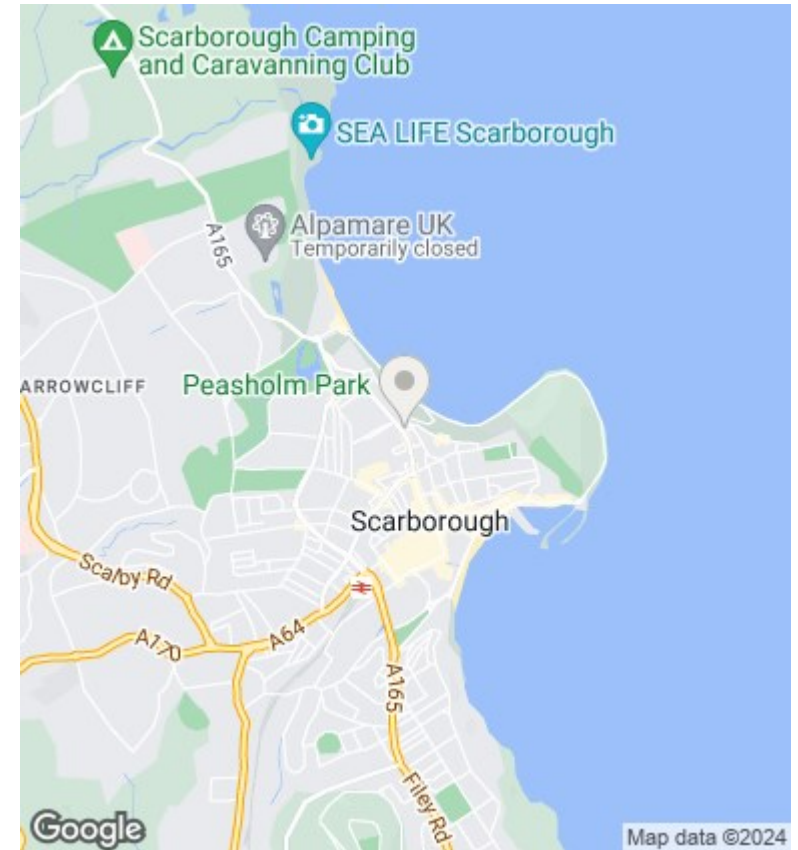 Scarborough Camping
and Caravanning Club
SEA LIFE Scarborough
Alpamare UK
Temporarily closed
A165
ARROWCLIFF
Peasholm Park
Scarborough
Scalby Rd
A170
A64
A165
Filey Rd
Google
Map data ©2024